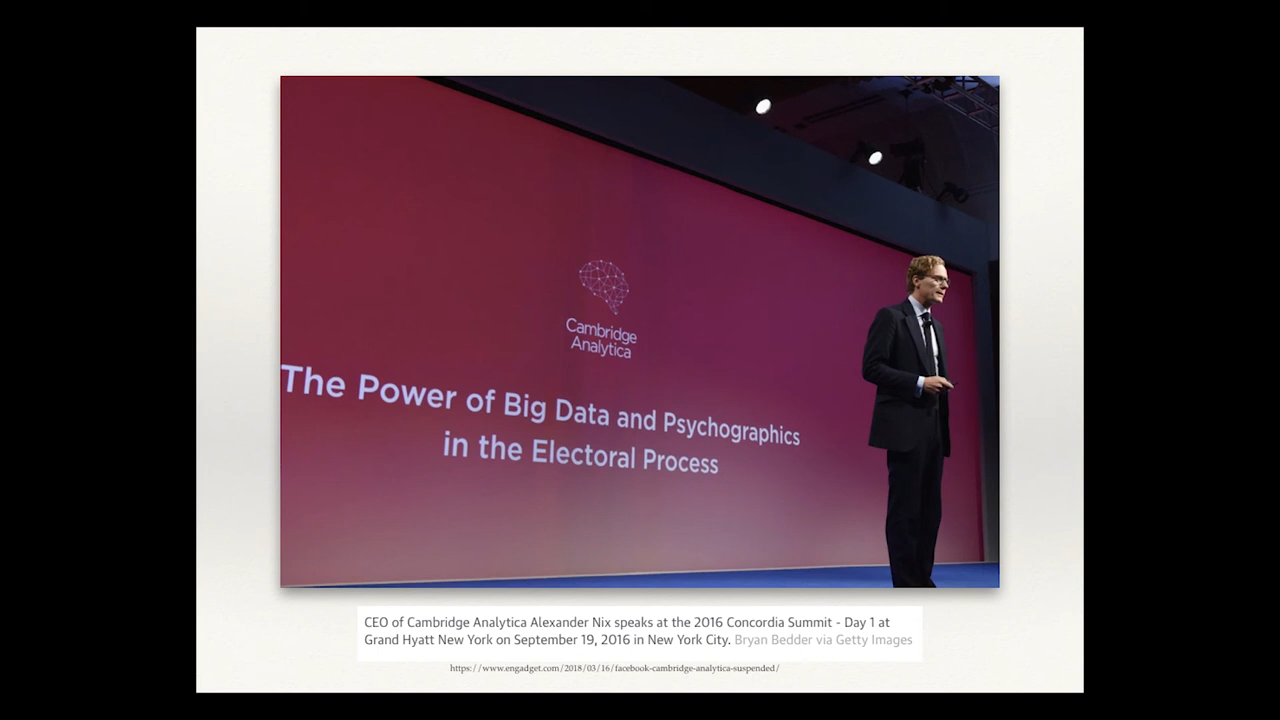 Cambridge
Analytica
The Power of Big Data and Psychographics
in the Electoral Process
CEO of Cambridge Analytica Alexander Nix speaks at the 2016 Concordia Summit - Day 1 at
Grand Hyatt New York on September 19, 2016 in New York City. Bryan Bedder via Getty Images
https://www.engadget.com/2018/03/16/facebook-cambridge-analytica-suspended/